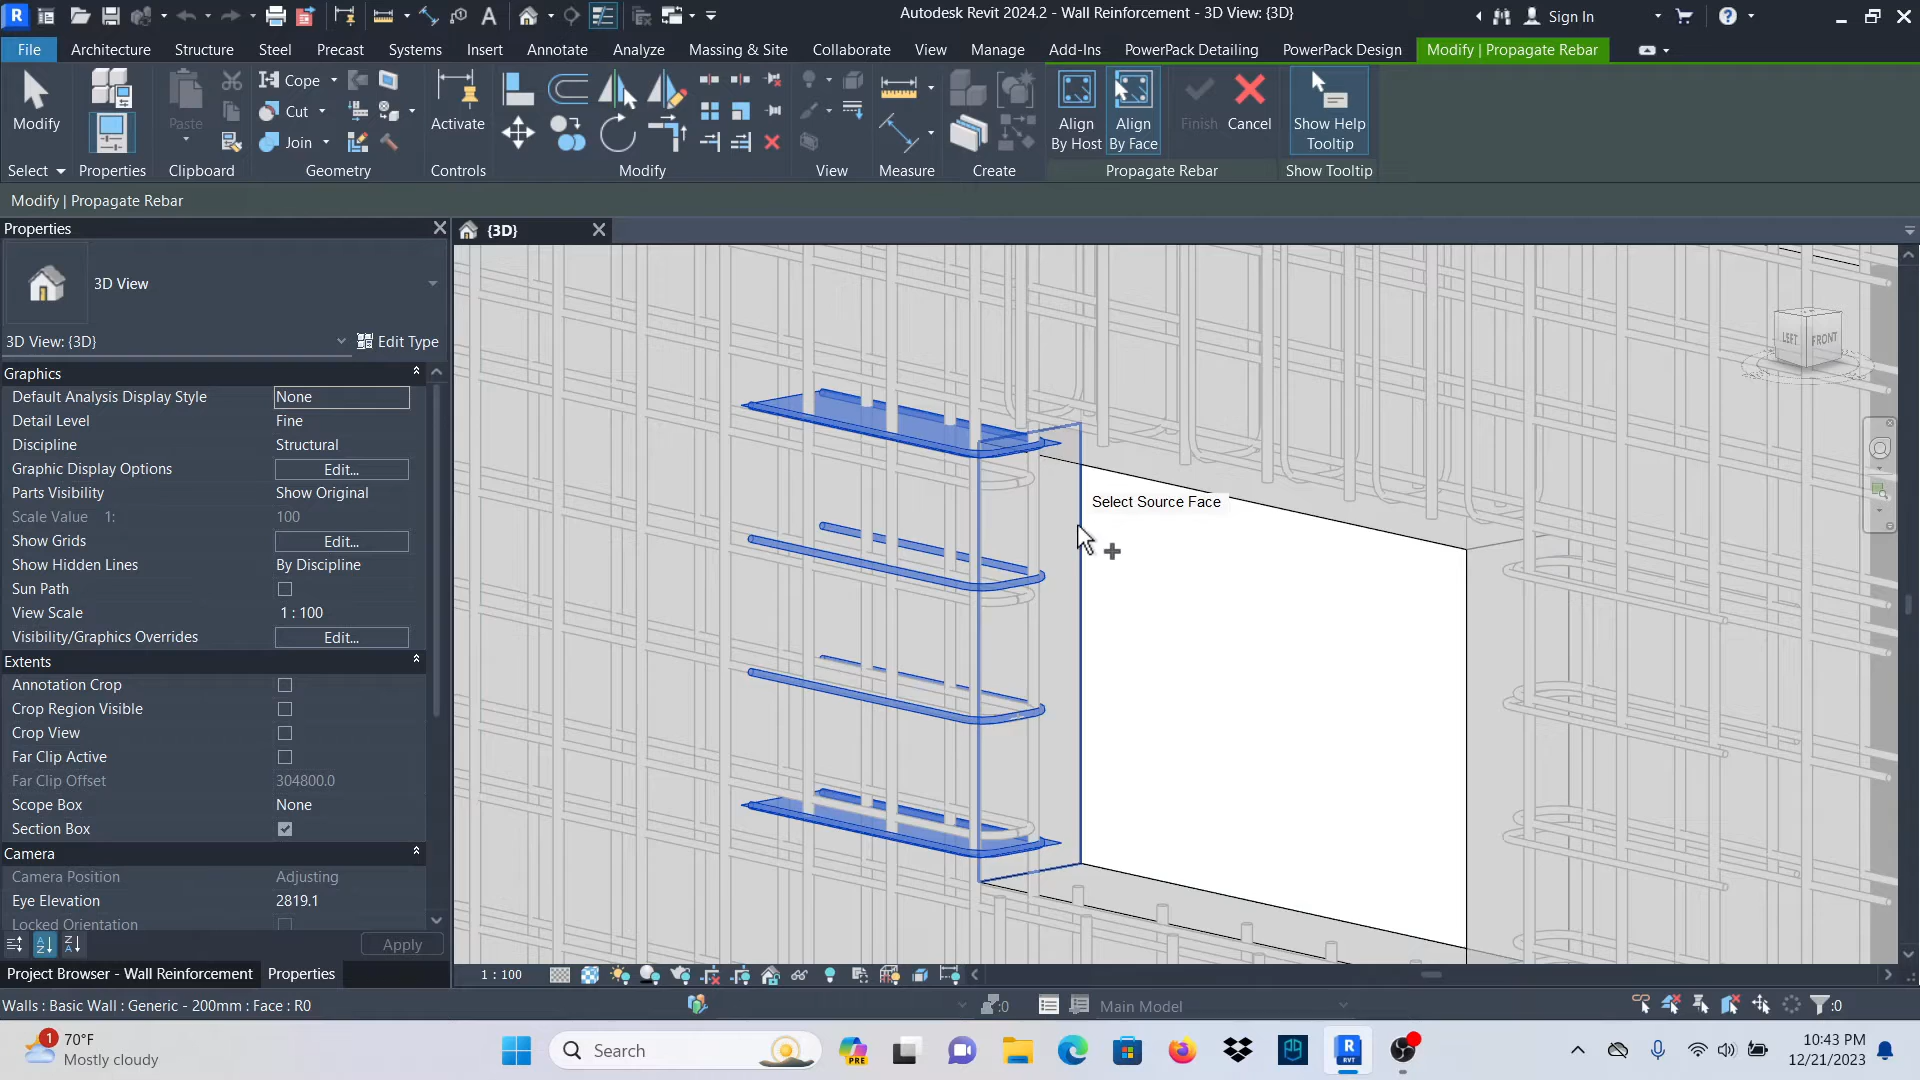 Autodesk Revit 2024.2 - Wall Reinforcement - 3D View: {3D}
Sign In
File Architecture Structure Steel Precast Systems Insert Annotate Analyze Massing & Site Collaborate View Manage Add-Ins PowerPack Detailing PowerPack Design Modify | Propagate Rebar
Modify
Paste
Cope
Cut
Join
Activate
Align By Host
Align By Face
Finish
Cancel
Show Help Tooltip
Select Properties Clipboard Geometry Controls Modify View Measure Create Propagate Rebar Show Tooltip
Modify | Propagate Rebar
Properties
{3D}
3D View
3D View: {3D}
Edit Type
Graphics
Default Analysis Display Style None
Detail Level Fine
Discipline Structural
Graphic Display Options Edit...
Parts Visibility Show Original
Scale Value 1: 100
Show Grids Edit...
Show Hidden Lines By Discipline
Sun Path
View Scale 1 : 100
Visibility/Graphics Overrides Edit...
Extents
Annotation Crop
Crop Region Visible
Crop View
Far Clip Active
Far Clip Offset 304800.0
Scope Box None
Section Box
Camera
Camera Position Adjusting
Eye Elevation 2819.1
Locked Orientation
Apply
Project Browser - Wall Reinforcement Properties
Select Source Face
LEFT FRONT
1 : 100
Walls : Basic Wall : Generic - 200mm : Face : R0
:0
Main Model
:0
1
70°F
Mostly cloudy
Search
PRE
R
RVT
10:43 PM
12/21/2023